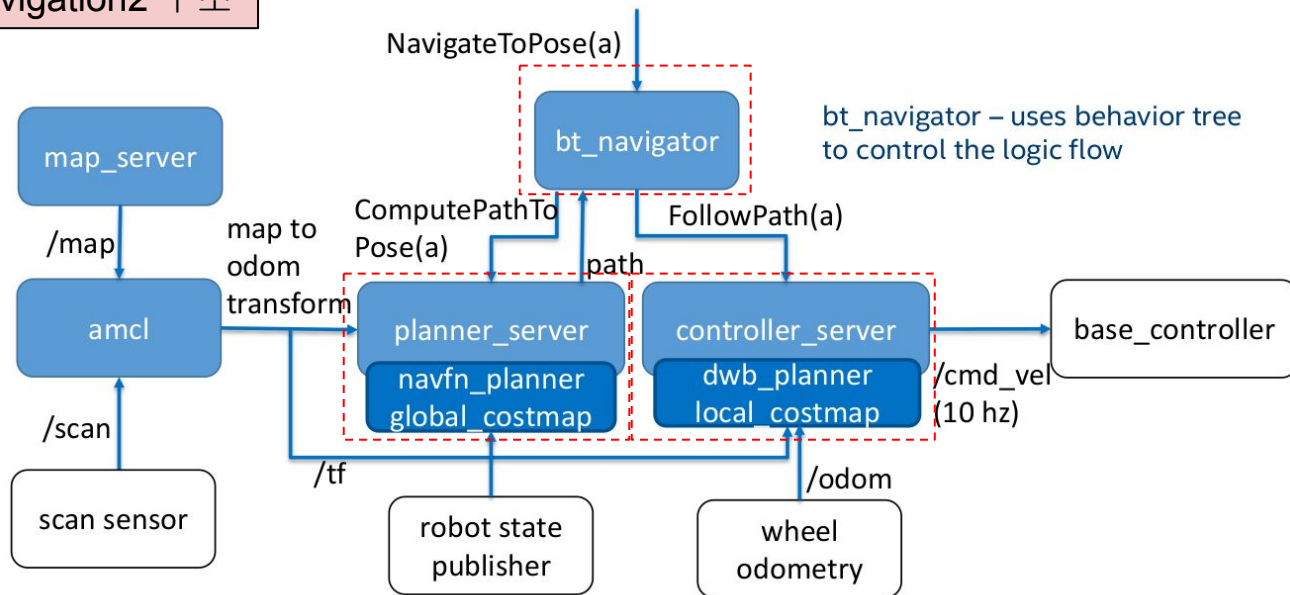 NavigateToPose(a)
bt_navigator
bt_navigator – uses behavior tree
to control the logic flow
map_server
/map
map to
odom
transform
ComputePathTo
Pose(a)
path
FollowPath(a)
amcl
planner_server
navfn_planner
global_costmap
controller_server
dwb_planner
local_costmap
/cmd_vel
(10 hz)
base_controller
/scan
/tf
/odom
scan sensor
robot state
publisher
wheel
odometry